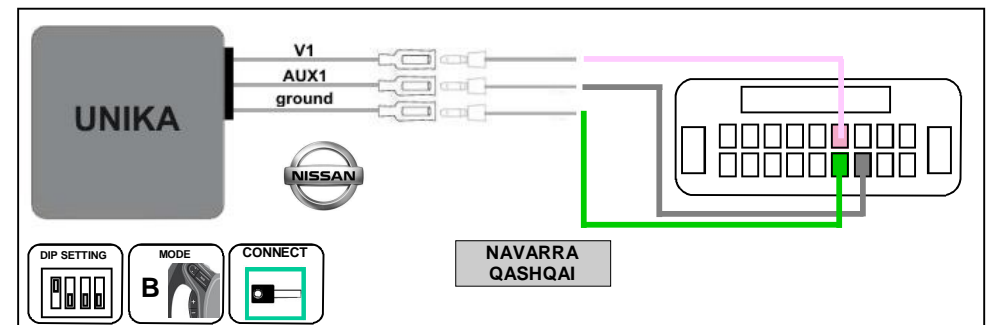 V1
AUX1
ground
UNIKA
NISSAN
DIP SETTING
MODE
B
CONNECT
NAVARRA
QASHQAI